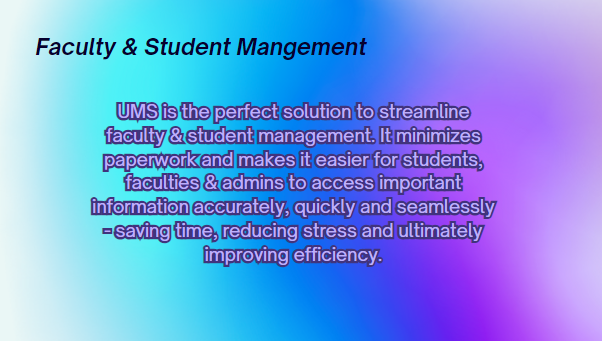 Faculty & Student Mangement
UMS is the perfect solution to streamline
faculty & student management. It minimizes
paperwork and makes it easier for students,
faculties & admins to access important
information accurately, quickly and seamlessly
- saving time, reducing stress and ultimately
improving efficiency.